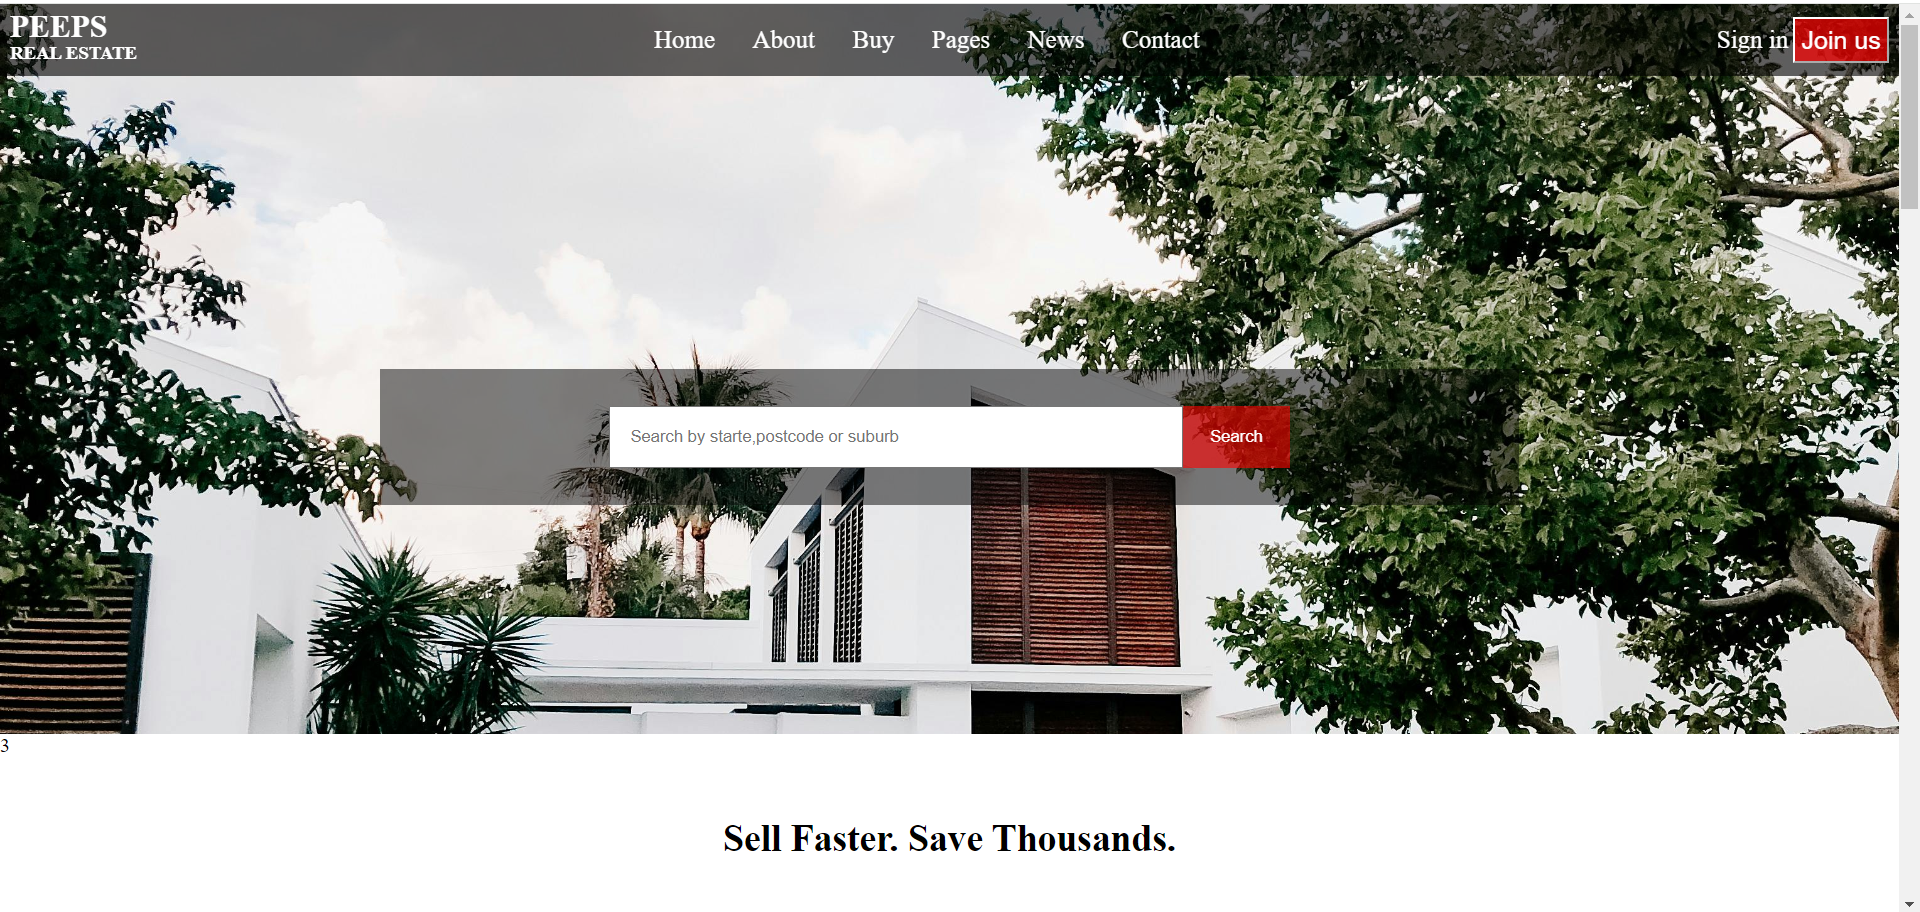 PEEPS
REAL ESTATE
Home About Buy Pages News Contact
Sign in Join us
Search by starte,postcode or suburb Search
3
Sell Faster. Save Thousands.